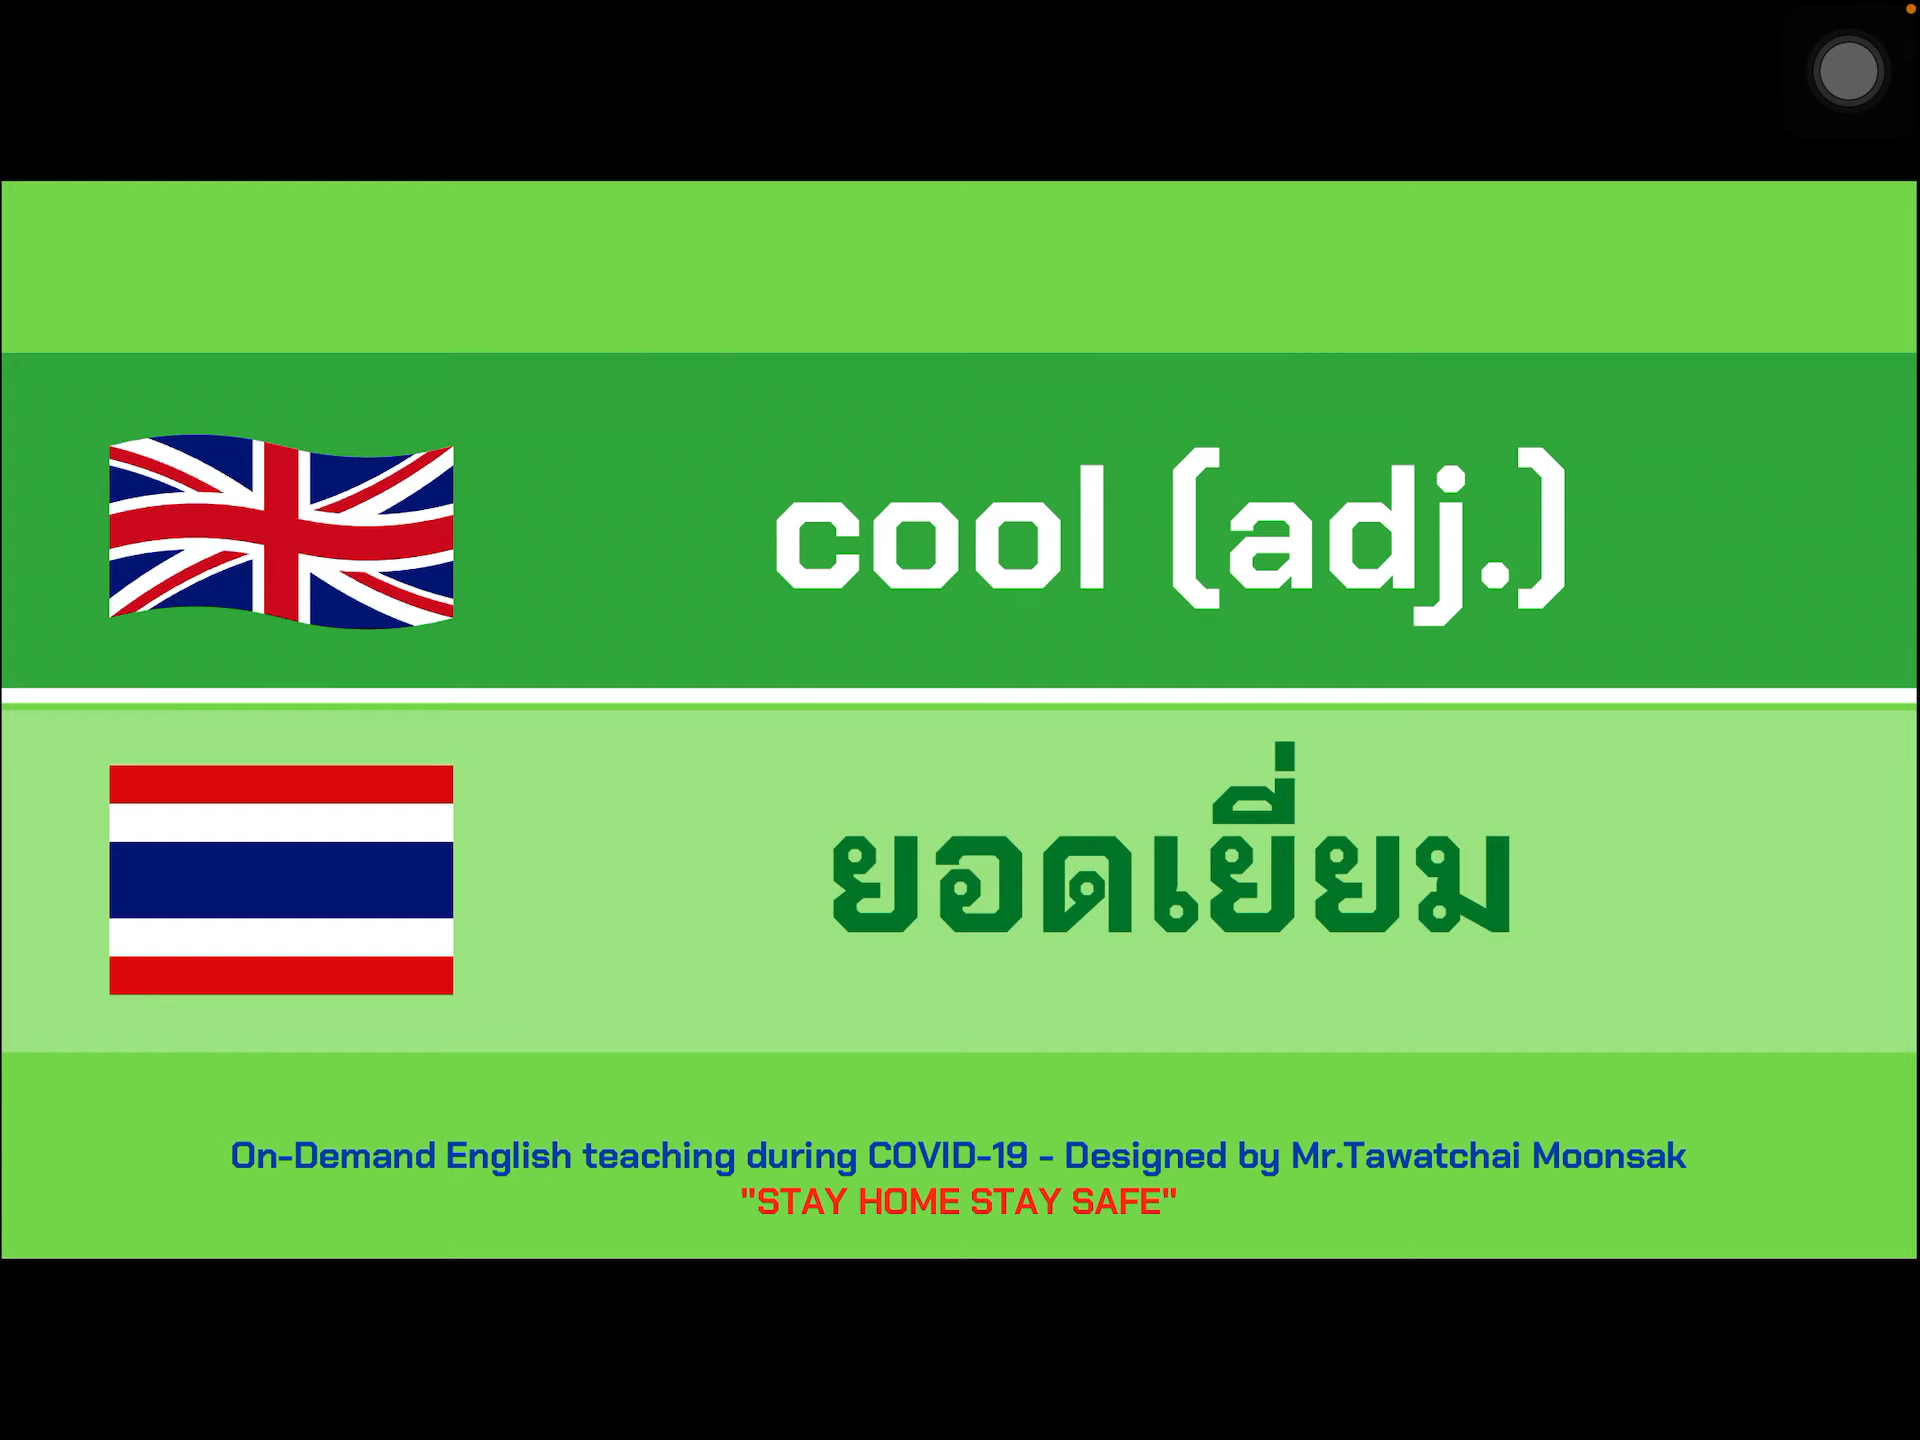 cool (adj.)
ยอดเยี่ยม
On-Demand English teaching during COVID-19 - Designed by Mr.Tawatchai Moonsak
"STAY HOME STAY SAFE"